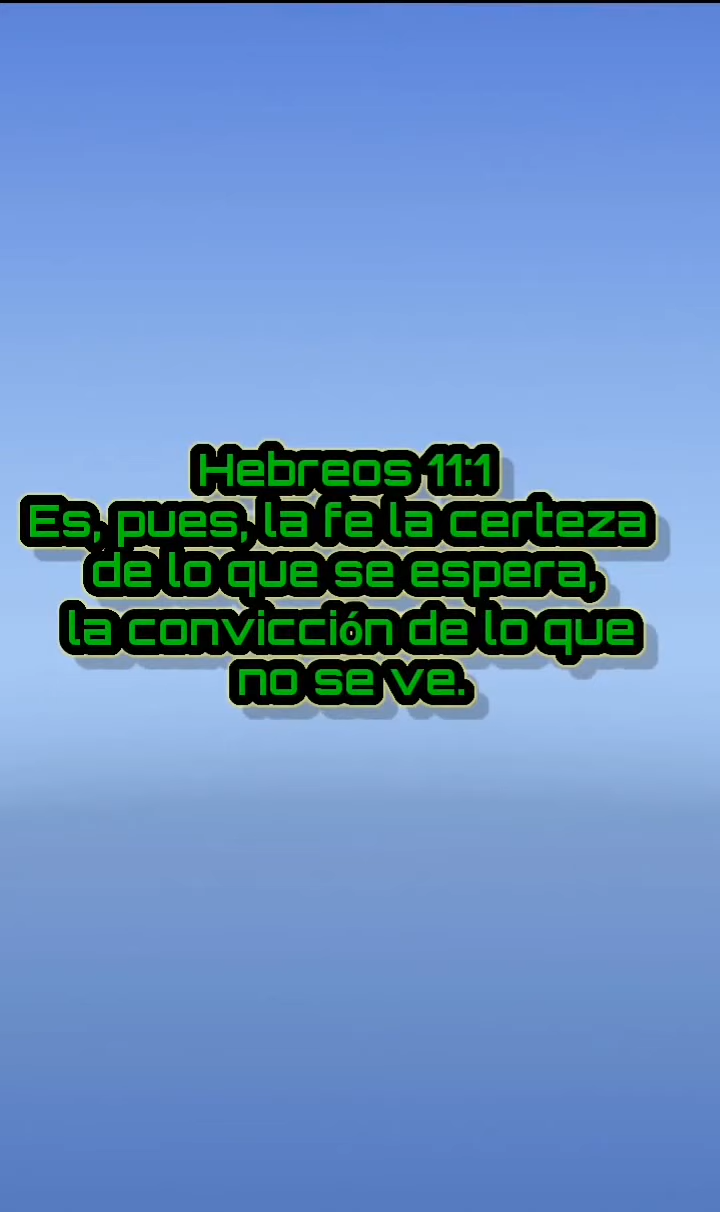 Hebreos 11:1
Es, pues, la fe la certeza
de lo que se espera,
la convicción de lo que
no se ve.